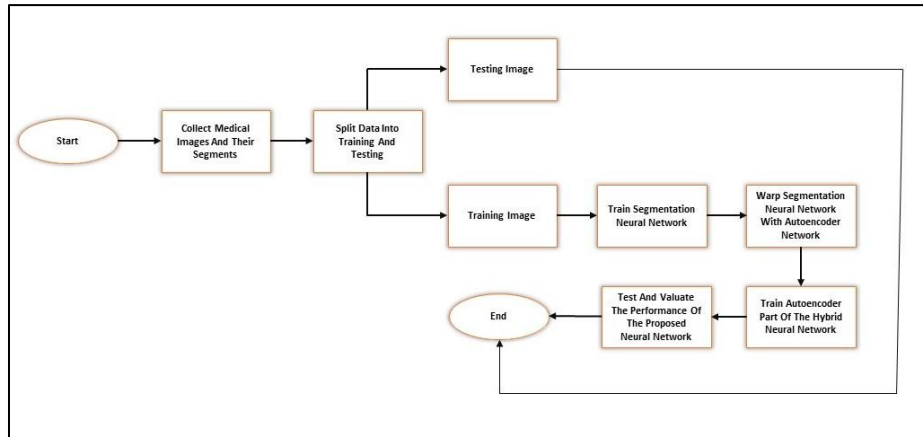 Testing Image
Start
Collect Medical
Images And Their
Segments
Split Data Into
Training And
Testing
Training Image
Train Segmentation
Neural Network
Warp Segmentation
Neural Network
With Autoencoder
Network
End
Test And Valuate
The Performance Of
The Proposed
Neural Network
Train Autoencoder
Part Of The Hybrid
Neural Network